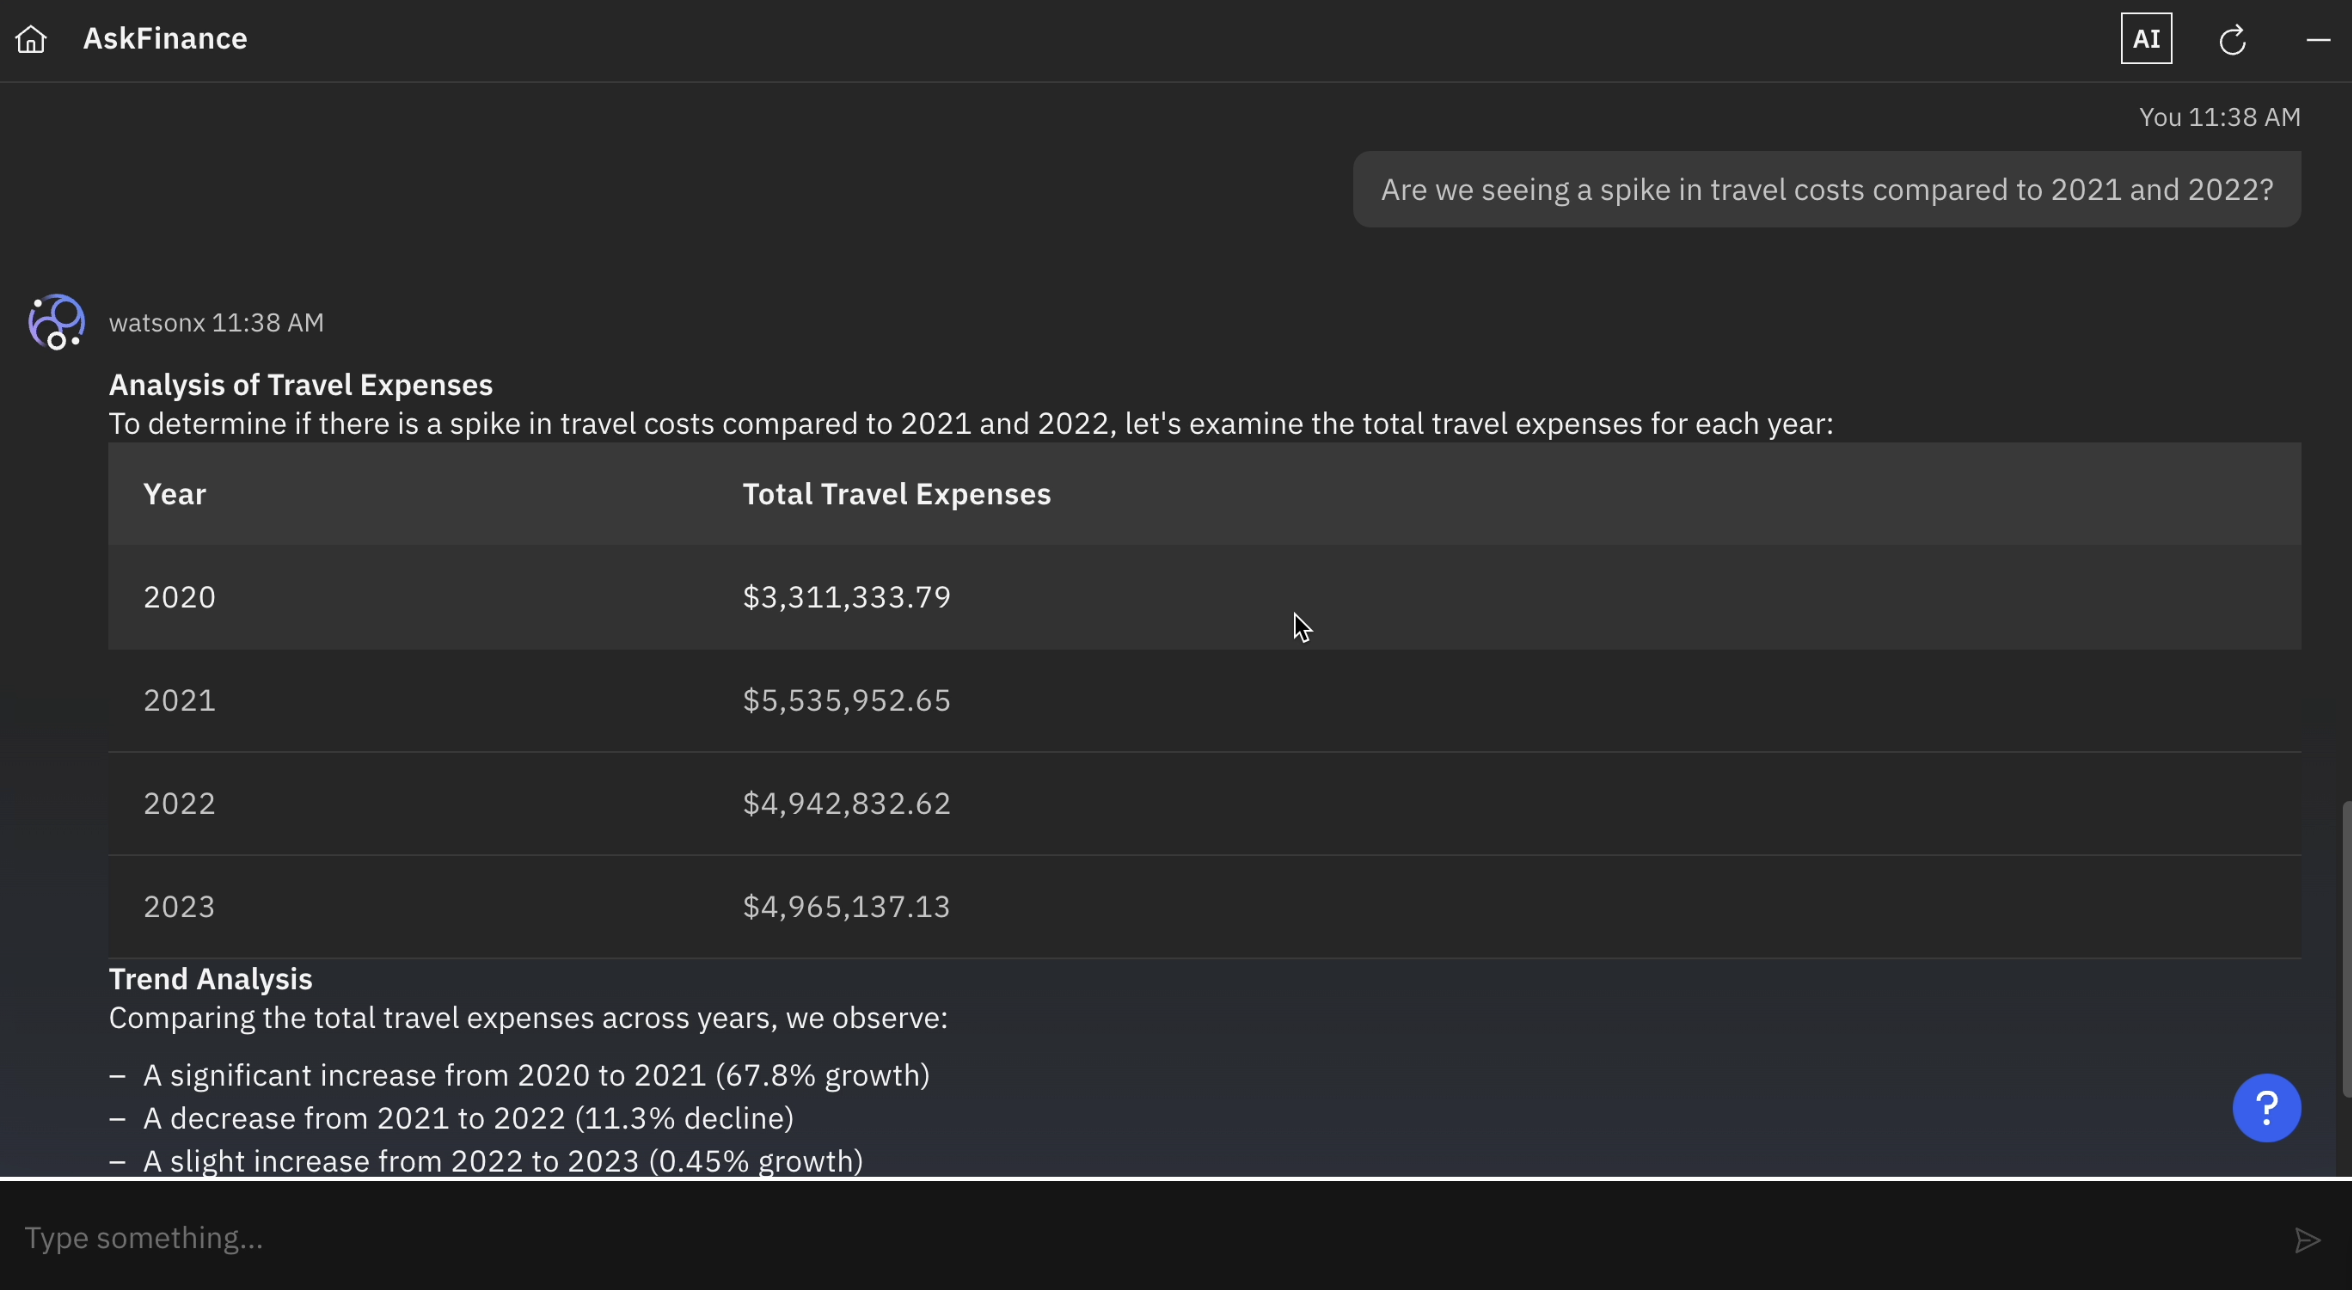 AskFinance
AI
You 11:38 AM
Are we seeing a spike in travel costs compared to 2021 and 2022?
watsonx 11:38 AM
Analysis of Travel Expenses
To determine if there is a spike in travel costs compared to 2021 and 2022, let's examine the total travel expenses for each year:
Year Total Travel Expenses
2020 $3,311,333.79
2021 $5,535,952.65
2022 $4,942,832.62
2023 $4,965,137.13
Trend Analysis
Comparing the total travel expenses across years, we observe:
– A significant increase from 2020 to 2021 (67.8% growth)
– A decrease from 2021 to 2022 (11.3% decline)
– A slight increase from 2022 to 2023 (0.45% growth)
?
Type something...